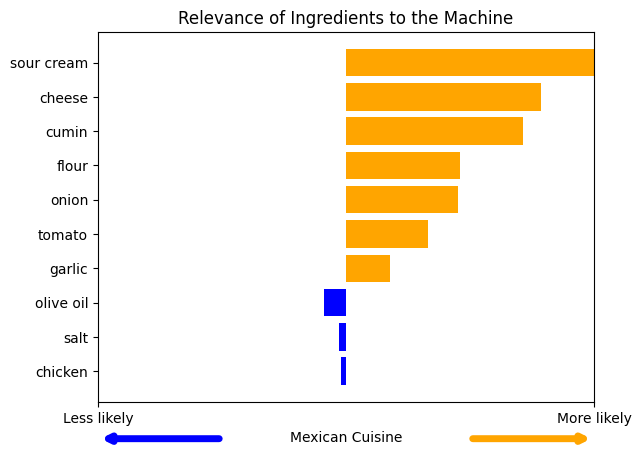 Relevance of Ingredients to the Machine
sour cream
cheese
cumin
flour
onion
tomato
garlic
olive oil
salt
chicken
Less likely
More likely
Mexican Cuisine